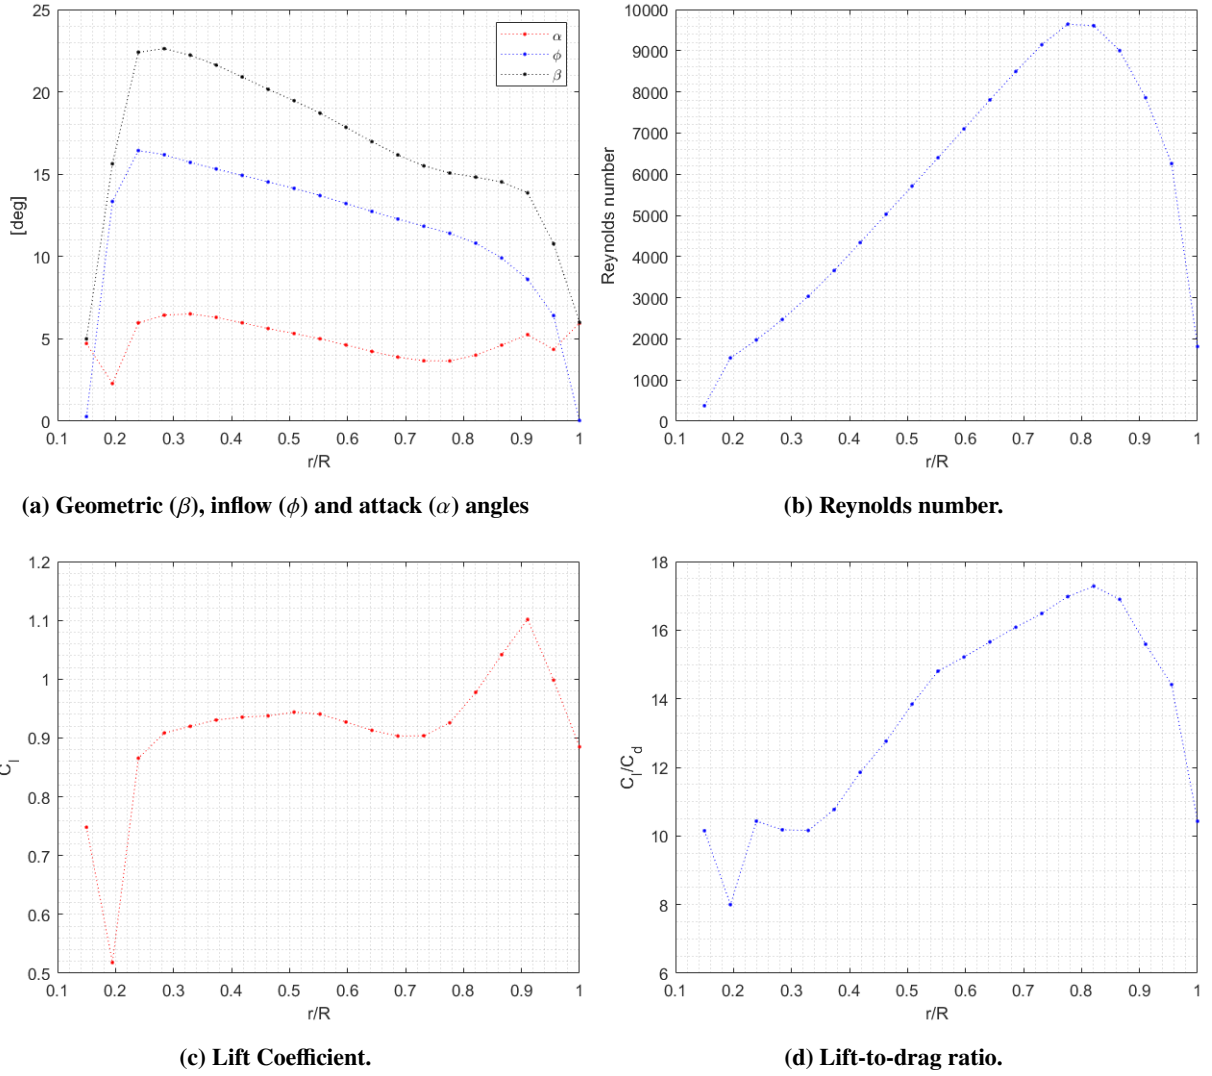 25
20
15
10
5
0
[deg]
0.1 0.2 0.3 0.4 0.5 0.6 0.7 0.8 0.9 1
r/R
α
ϕ
β
(a) Geometric (β), inflow (ϕ) and attack (α) angles
10000
9000
8000
7000
6000
5000
4000
3000
2000
1000
0
Reynolds number
0.1 0.2 0.3 0.4 0.5 0.6 0.7 0.8 0.9 1
r/R
(b) Reynolds number.
1.2
1.1
1
0.9
0.8
0.7
0.6
0.5
C_l
0.1 0.2 0.3 0.4 0.5 0.6 0.7 0.8 0.9 1
r/R
(c) Lift Coefficient.
18
16
14
12
10
8
6
C_l/C_d
0.1 0.2 0.3 0.4 0.5 0.6 0.7 0.8 0.9 1
r/R
(d) Lift-to-drag ratio.